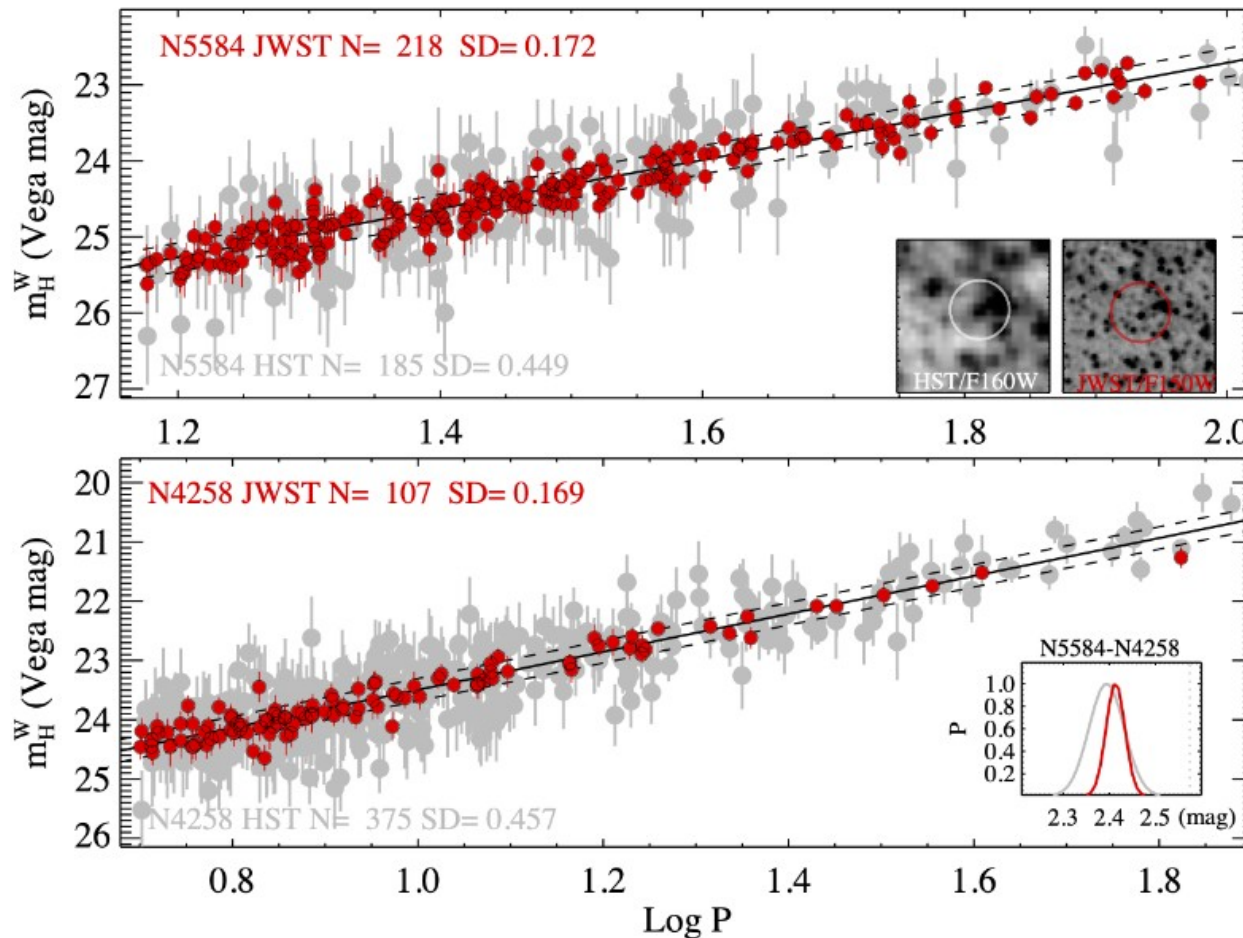 N5584 JWST N= 218 SD= 0.172
23
24
25
26
27
m_H^W (Vega mag)
N5584 HST N= 185 SD= 0.449
HST/F160W
JWST/F150W
1.2 1.4 1.6 1.8 2.0
N4258 JWST N= 107 SD= 0.169
20
21
22
23
24
25
26
m_H^W (Vega mag)
N4258 HST N= 375 SD= 0.457
N5584-N4258
1.0
0.8
0.6
0.4
0.2
P
2.3 2.4 2.5 (mag)
0.8 1.0 1.2 1.4 1.6 1.8
Log P